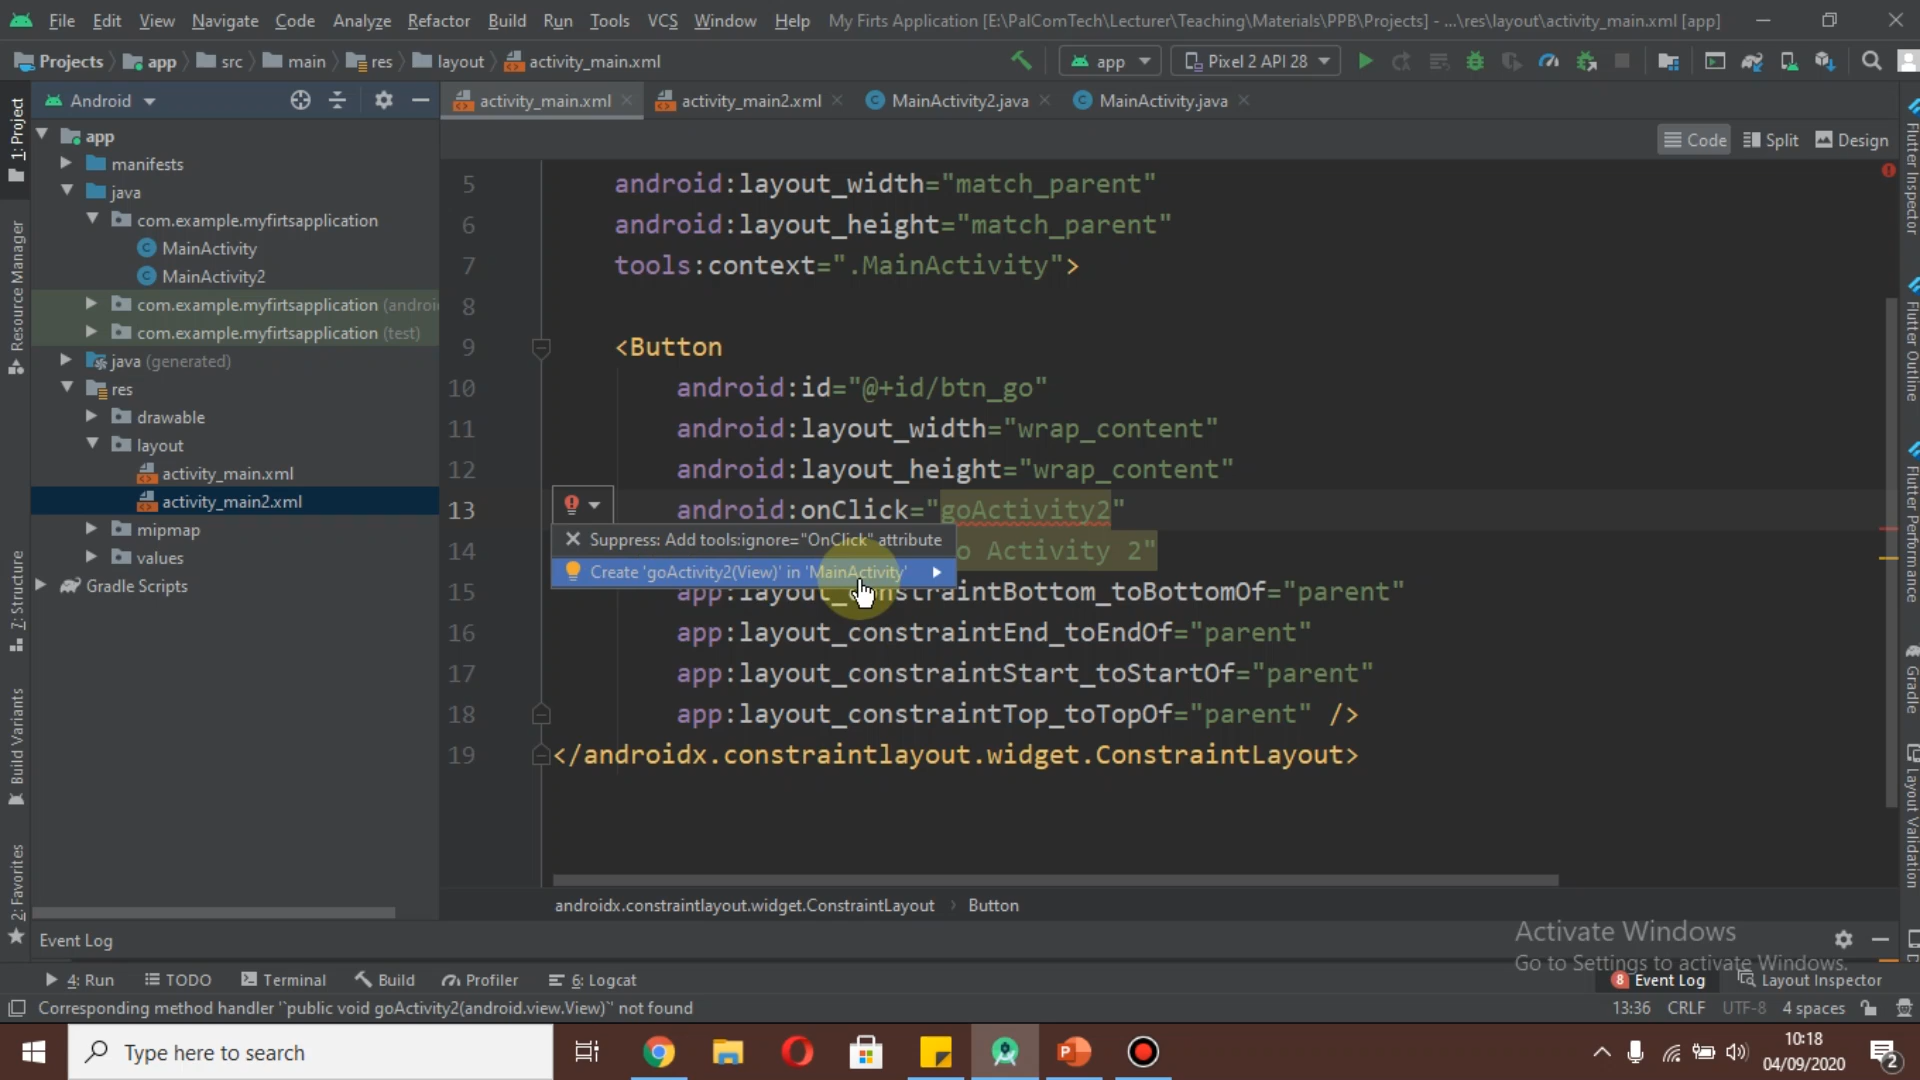 File Edit View Navigate Code Analyze Refactor Build Run Tools VCS Window Help My Firts Application [E:\PalComTech\Lecturer\Teaching\Materials\PPB\Projects] - ...\res\layout\activity_main.xml [app]
Projects app src main res layout activity_main.xml app Pixel 2 API 28
Android activity_main.xml activity_main2.xml MainActivity2.java MainActivity.java
Code Split Design
1: Project
Resource Manager
7: Structure
Build Variants
2: Favorites
app
manifests
java
com.example.myfirtsapplication
MainActivity
MainActivity2
com.example.myfirtsapplication
com.example.myfirtsapplication (test)
java (generated)
res
drawable
layout
activity_main.xml
activity_main2.xml
mipmap
values
Gradle Scripts
5 android:layout_width="match_parent"
6 android:layout_height="match_parent"
7 tools:context=".MainActivity">
8
9 <Button
10 android:id="@+id/btn_go"
11 android:layout_width="wrap_content"
12 android:layout_height="wrap_content"
13 android:onClick="goActivity2"
Suppress: Add tools:ignore="OnClick" attribute
14 Activity 2"
Create 'goActivity2(View)' in 'MainActivity'
15 app:layout_constraintBottom_toBottomOf="parent"
16 app:layout_constraintEnd_toEndOf="parent"
17 app:layout_constraintStart_toStartOf="parent"
18 app:layout_constraintTop_toTopOf="parent" />
19 </androidx.constraintlayout.widget.ConstraintLayout>
androidx.constraintlayout.widget.ConstraintLayout Button
Flutter Inspector
Flutter Outline
Flutter Performance
Gradle
Layout Validation
Event Log
Activate Windows
Go to Settings to activate Windows.
4: Run TODO Terminal Build Profiler 6: Logcat 8 Event Log Layout Inspector
Corresponding method handler '`public void goActivity2(android.view.View)`' not found 13:36 CRLF UTF-8 4 spaces
Type here to search
10:18
04/09/2020
2